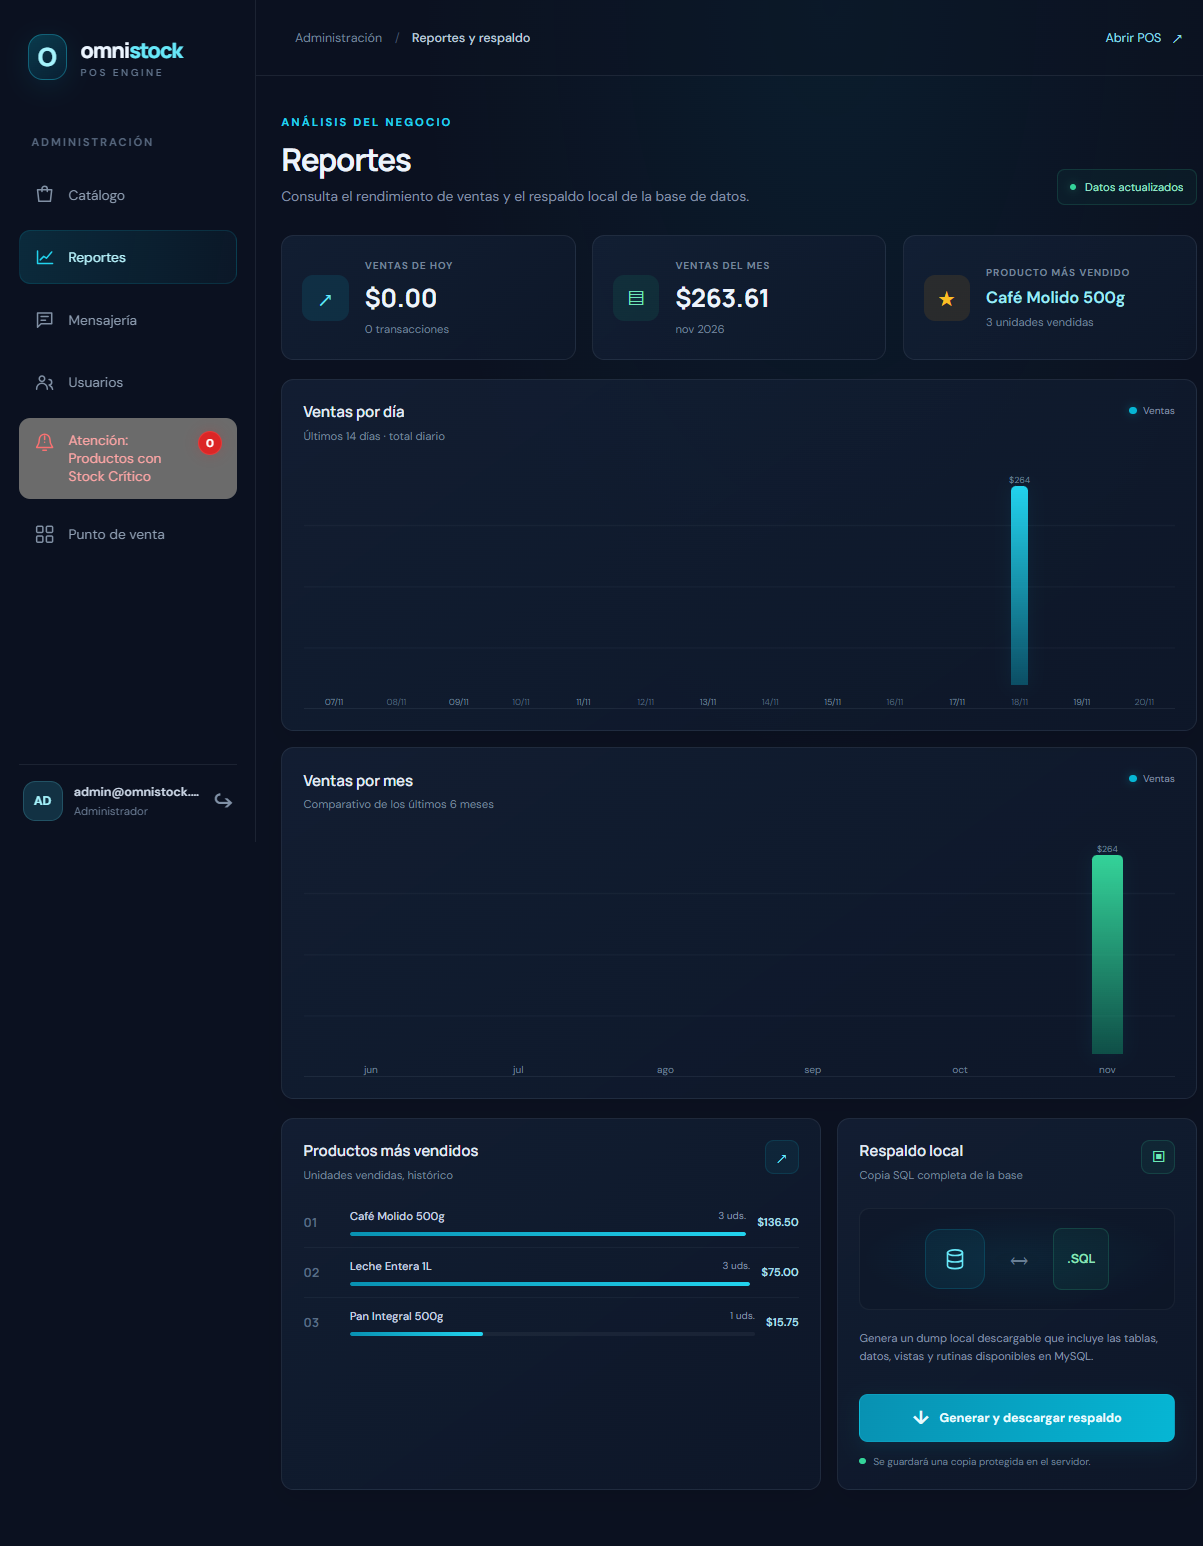 O
omnistock
POS ENGINE
ADMINISTRACIÓN
Catálogo
Reportes
Mensajería
Usuarios
Atención:
Productos con
Stock Crítico
0
Punto de venta
AD
admin@omnistock....
Administrador
Administración / Reportes y respaldo
Abrir POS ↗
ANÁLISIS DEL NEGOCIO
Reportes
Consulta el rendimiento de ventas y el respaldo local de la base de datos.
Datos actualizados
VENTAS DE HOY
$0.00
0 transacciones
VENTAS DEL MES
$263.61
nov 2026
PRODUCTO MÁS VENDIDO
Café Molido 500g
3 unidades vendidas
Ventas por día
Últimos 14 días · total diario
Ventas
$264
07/11 08/11 09/11 10/11 11/11 12/11 13/11 14/11 15/11 16/11 17/11 18/11 19/11 20/11
Ventas por mes
Comparativo de los últimos 6 meses
Ventas
$264
jun jul ago sep oct nov
Productos más vendidos
Unidades vendidas, histórico
01 Café Molido 500g 3 uds. $136.50
02 Leche Entera 1L 3 uds. $75.00
03 Pan Integral 500g 1 uds. $15.75
Respaldo local
Copia SQL completa de la base
.SQL
Genera un dump local descargable que incluye las tablas,
datos, vistas y rutinas disponibles en MySQL.
Generar y descargar respaldo
Se guardará una copia protegida en el servidor.